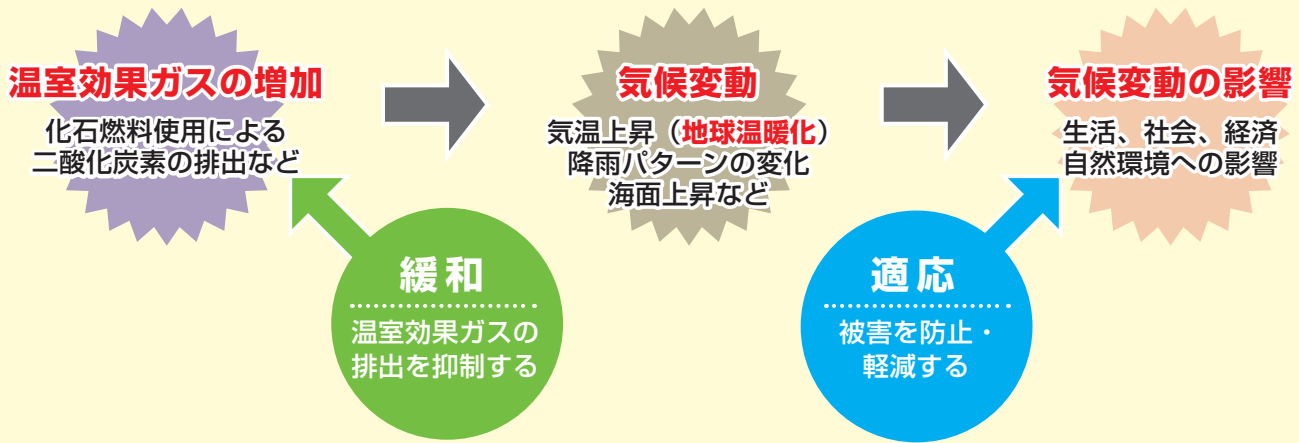 温室効果ガスの増加
化石燃料使用による
二酸化炭素の排出など
気候変動
気温上昇（地球温暖化）
降雨パターンの変化
海面上昇など
気候変動の影響
生活、社会、経済
自然環境への影響
緩和
温室効果ガスの
排出を抑制する
適応
被害を防止・
軽減する